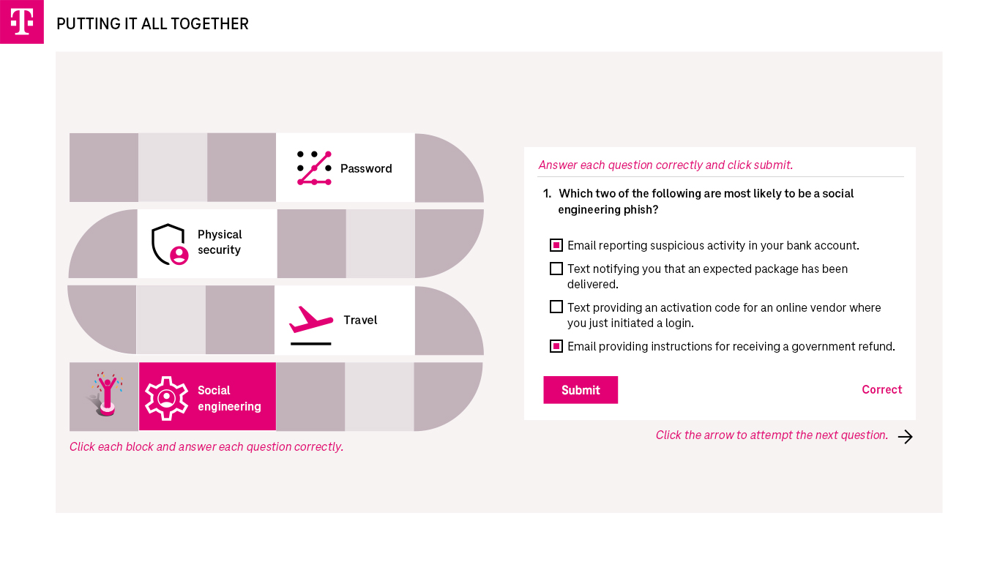 T
PUTTING IT ALL TOGETHER
Password
Physical
security
Travel
Social
engineering
Click each block and answer each question correctly.
Answer each question correctly and click submit.
1. Which two of the following are most likely to be a social
engineering phish?
Email reporting suspicious activity in your bank account.
Text notifying you that an expected package has been
delivered.
Text providing an activation code for an online vendor where
you just initiated a login.
Email providing instructions for receiving a government refund.
Submit
Correct
Click the arrow to attempt the next question.